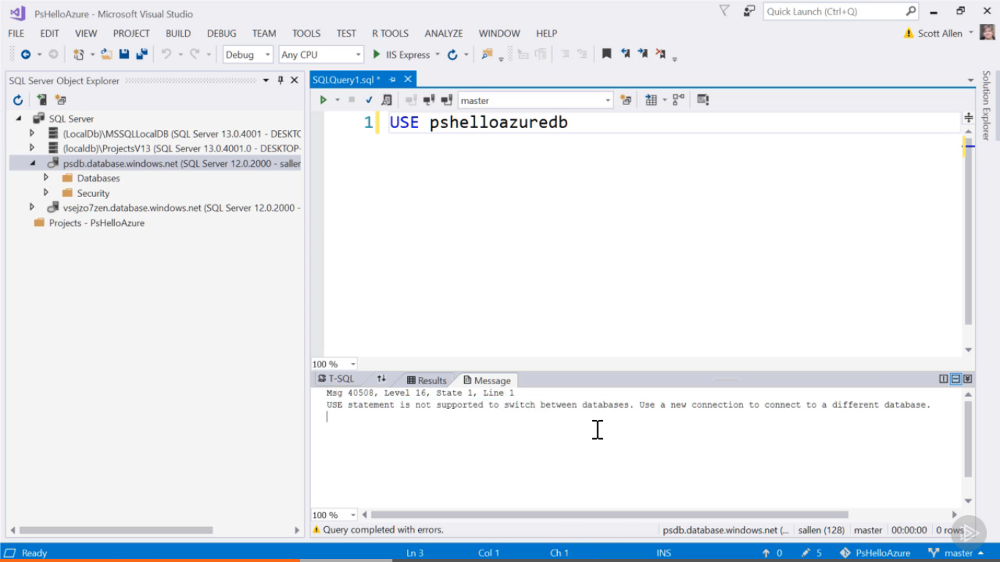 PsHelloAzure - Microsoft Visual Studio
Quick Launch (Ctrl+Q)
FILE EDIT VIEW PROJECT BUILD DEBUG TEAM TOOLS TEST R TOOLS ANALYZE WINDOW HELP
Scott Allen
Debug Any CPU IIS Express
SQL Server Object Explorer
SQL Server
(LocalDb)\MSSQLLocalDB (SQL Server 13.0.4001 - DESKTC
(localdb)\ProjectsV13 (SQL Server 13.0.4001.0 - DESKTOP-
psdb.database.windows.net (SQL Server 12.0.2000 - saller
Databases
Security
vsejzo7zen.database.windows.net (SQL Server 12.0.2000 -
Projects - PsHelloAzure
SQLQuery1.sql *
master
1 USE pshelloazuredb
100 %
T-SQL Results Message
Msg 40508, Level 16, State 1, Line 1
USE statement is not supported to switch between databases. Use a new connection to connect to a different database.
100 %
Query completed with errors.
psdb.database.windows.net (... sallen (128) master 00:00:00 0 rows
Solution Explorer
Ready Ln 3 Col 1 Ch 1 INS 0 5 PsHelloAzure master